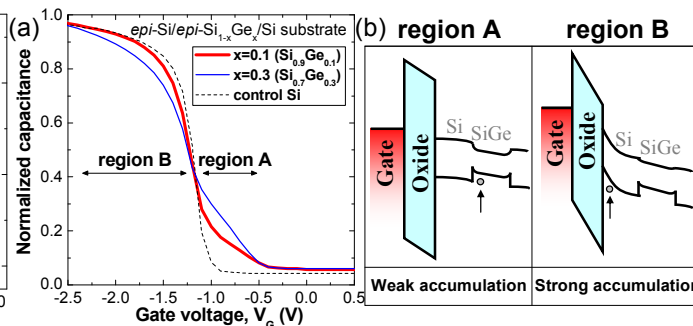 (a)
epi-Si/epi-Si1-xGex/Si substrate
x=0.1 (Si0.9Ge0.1)
x=0.3 (Si0.7Ge0.3)
control Si
region B
region A
Normalized capacitance
1.0
0.8
0.6
0.4
0.2
0.0
-2.5 -2.0 -1.5 -1.0 -0.5 0.0 0.5
Gate voltage, VG (V)
0
(b)
region A
region B
Gate
Oxide
Si
SiGe
Gate
Oxide
Si
SiGe
Weak accumulation
Strong accumulation